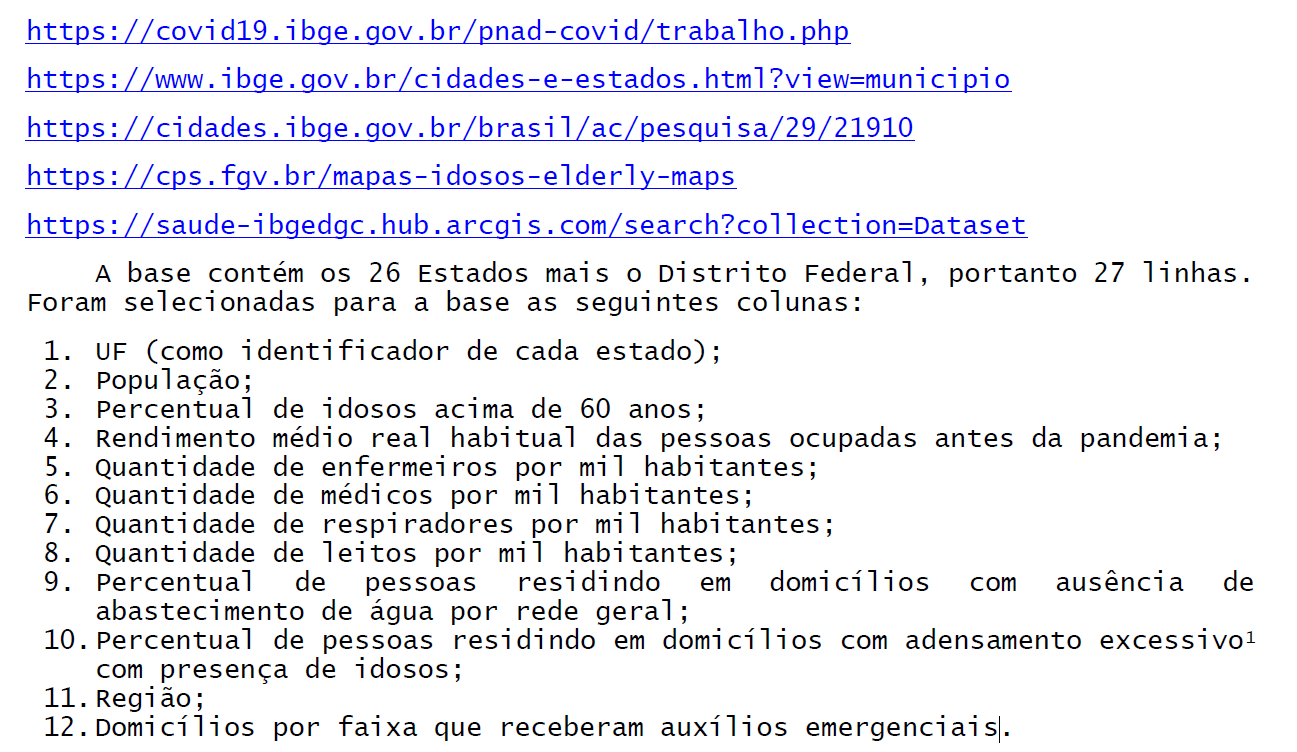 https://covid19.ibge.gov.br/pnad-covid/trabalho.php
https://www.ibge.gov.br/cidades-e-estados.html?view=municipio
https://cidades.ibge.gov.br/brasil/ac/pesquisa/29/21910
https://cps.fgv.br/mapas-idosos-elderly-maps
https://saude-ibgedgc.hub.arcgis.com/search?collection=Dataset
A base contém os 26 Estados mais o Distrito Federal, portanto 27 linhas.
Foram selecionadas para a base as seguintes colunas:
1. UF (como identificador de cada estado);
2. População;
3. Percentual de idosos acima de 60 anos;
4. Rendimento médio real habitual das pessoas ocupadas antes da pandemia;
5. Quantidade de enfermeiros por mil habitantes;
6. Quantidade de médicos por mil habitantes;
7. Quantidade de respiradores por mil habitantes;
8. Quantidade de leitos por mil habitantes;
9. Percentual de pessoas residindo em domicílios com ausência de
abastecimento de água por rede geral;
10. Percentual de pessoas residindo em domicílios com adensamento excessivo¹
com presença de idosos;
11. Região;
12. Domicílios por faixa que receberam auxílios emergenciais.